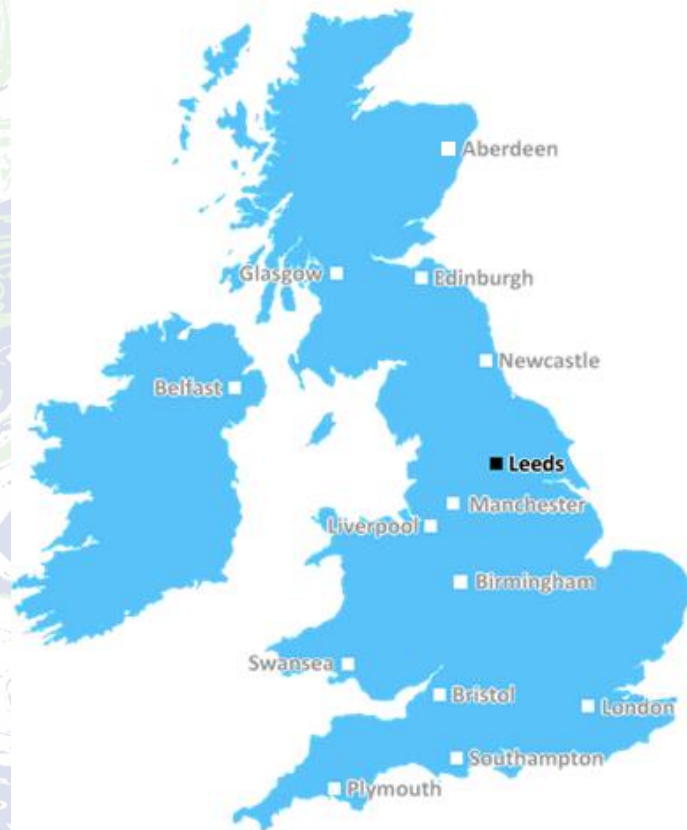 Aberdeen
Glasgow
Edinburgh
Newcastle
Belfast
Leeds
Manchester
Liverpool
Birmingham
Swansea
Bristol
London
Southampton
Plymouth